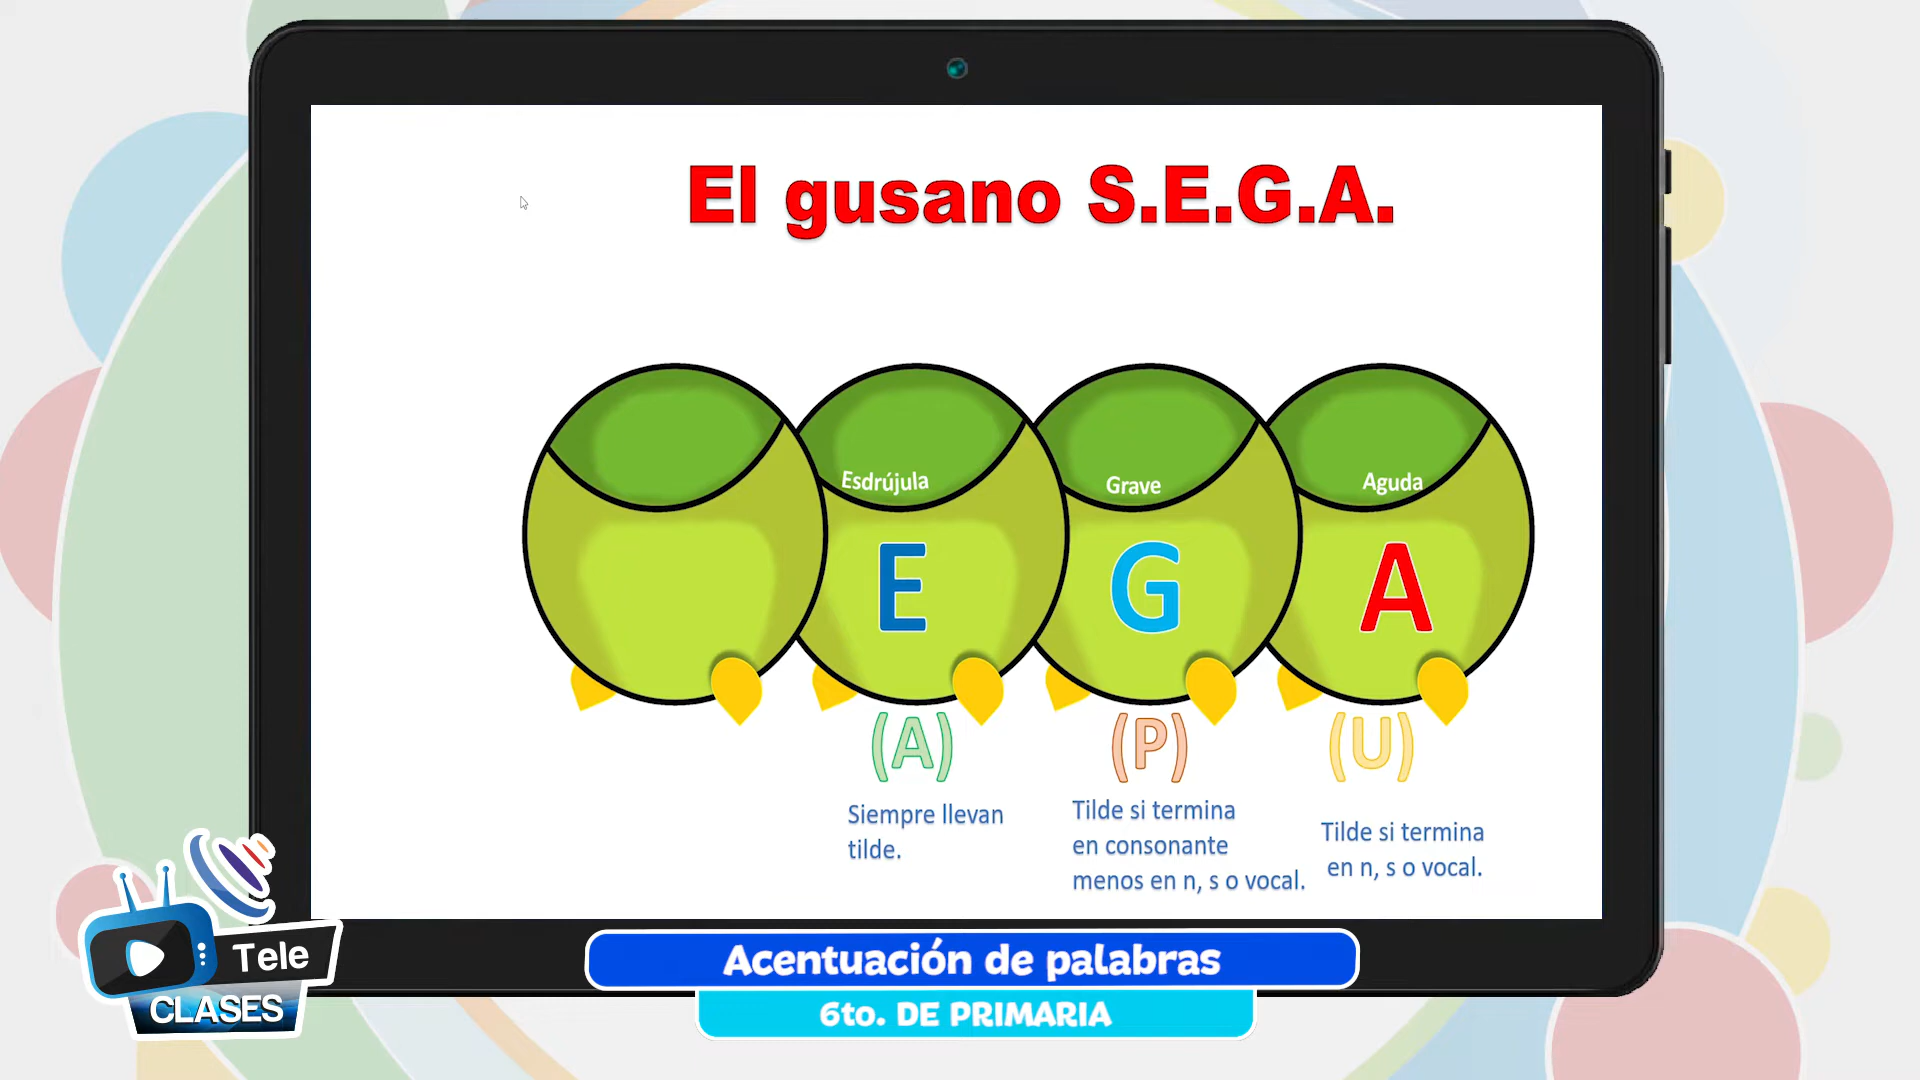 El gusano S.E.G.A.
Esdrújula
Grave
Aguda
E
G
A
(A)
(P)
(U)
Siempre llevan
tilde.
Tilde si termina
en consonante
menos en n, s o vocal.
Tilde si termina
en n, s o vocal.
Tele
CLASES
Acentuación de palabras
6to. DE PRIMARIA